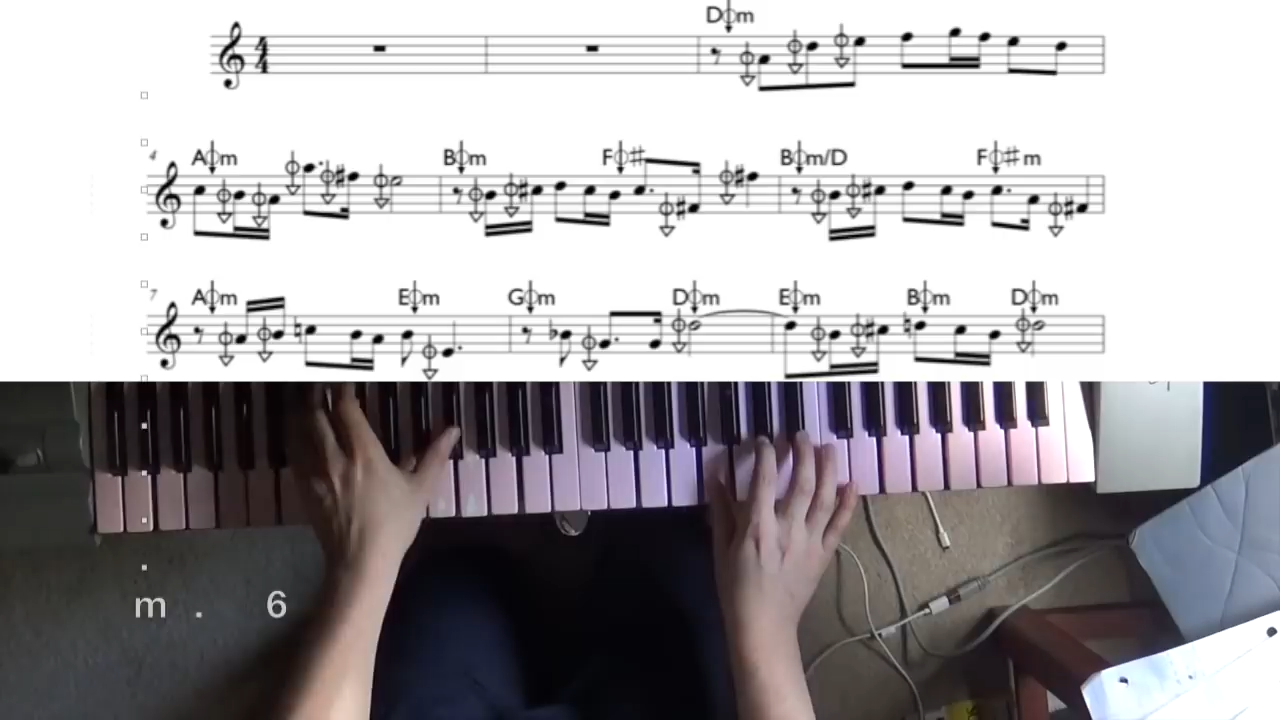 D⌽m
4 A⌽m B⌽m F⌽# B⌽m/D F⌽#m
7 A⌽m E⌽m G⌽m D⌽m E⌽m B⌽m D⌽m
m . 6